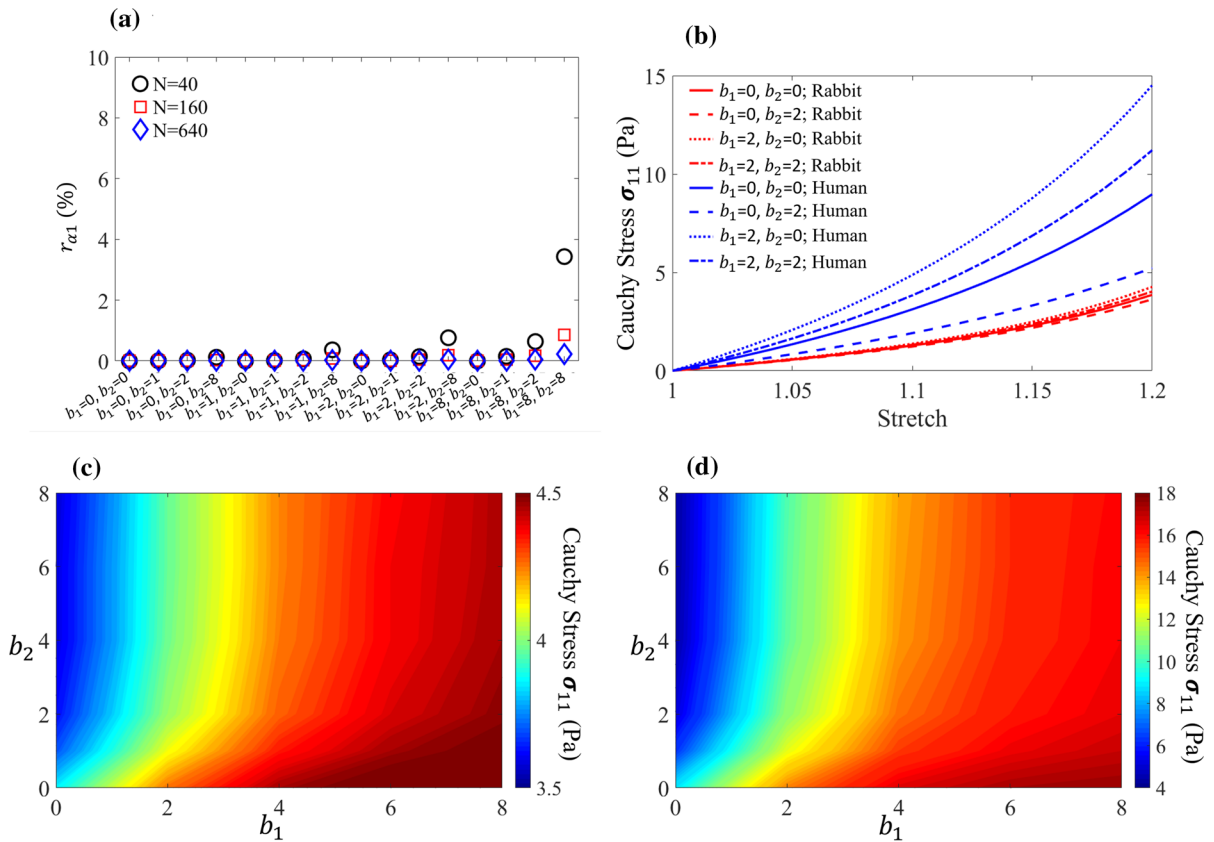 (a)
10
8
6
4
2
0
r_α1 (%)
N=40
N=160
N=640
b1=0, b2=0
b1=0, b2=1
b1=0, b2=2
b1=0, b2=8
b1=1, b2=0
b1=1, b2=1
b1=1, b2=2
b1=1, b2=8
b1=2, b2=0
b1=2, b2=1
b1=2, b2=2
b1=2, b2=8
b1=8, b2=0
b1=8, b2=1
b1=8, b2=2
b1=8, b2=8
(b)
15
10
5
0
Cauchy Stress σ11 (Pa)
b1=0, b2=0; Rabbit
b1=0, b2=2; Rabbit
b1=2, b2=0; Rabbit
b1=2, b2=2; Rabbit
b1=0, b2=0; Human
b1=0, b2=2; Human
b1=2, b2=0; Human
b1=2, b2=2; Human
1 1.05 1.1 1.15 1.2
Stretch
(c)
8
6
4
2
0
b2
0 2 4 6 8
b1
4.5
4
3.5
Cauchy Stress σ11 (Pa)
(d)
8
6
4
2
0
b2
0 2 4 6 8
b1
18
16
14
12
10
8
6
4
Cauchy Stress σ11 (Pa)